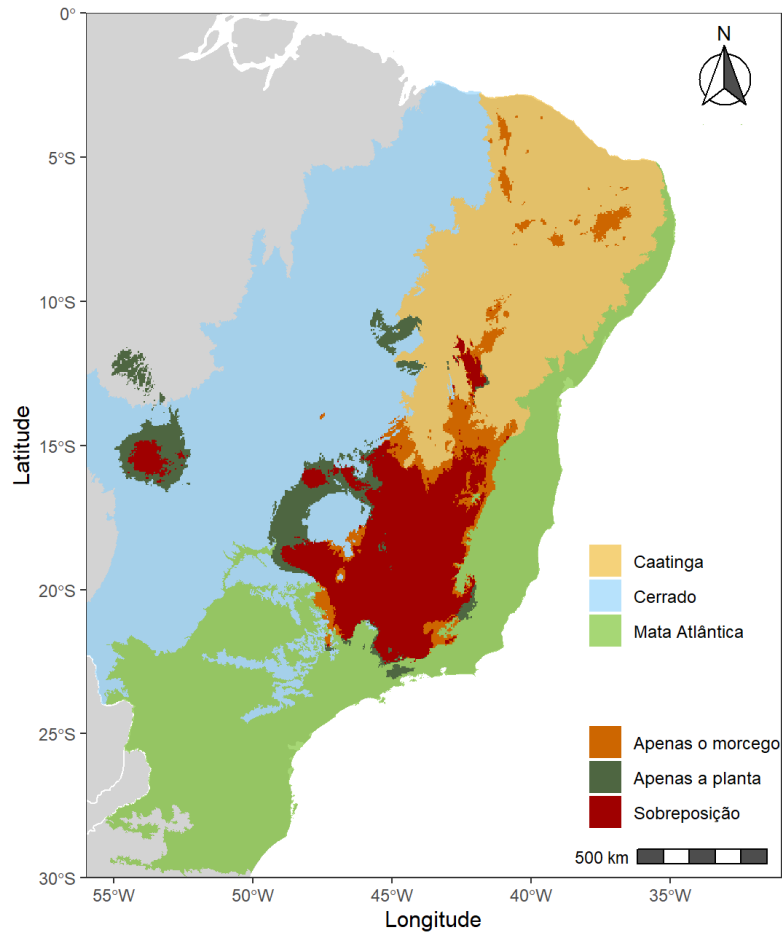 N
0°
5°S
10°S
15°S
20°S
25°S
30°S
Latitude
Caatinga
Cerrado
Mata Atlântica
Apenas o morcego
Apenas a planta
Sobreposição
500 km
55°W
50°W
45°W
40°W
35°W
Longitude